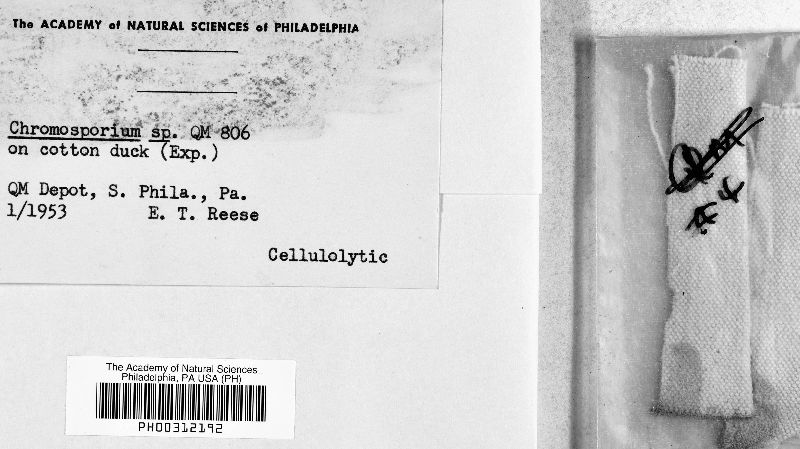 The ACADEMY of NATURAL SCIENCES of PHILADELPHIA
Chromosporium sp. QM 806
on cotton duck (Exp.)
QM Depot, S. Phila., Pa.
1/1953 E. T. Reese
Cellulolytic
The Academy of Natural Sciences
Philadelphia, PA USA (PH)
PH00312192